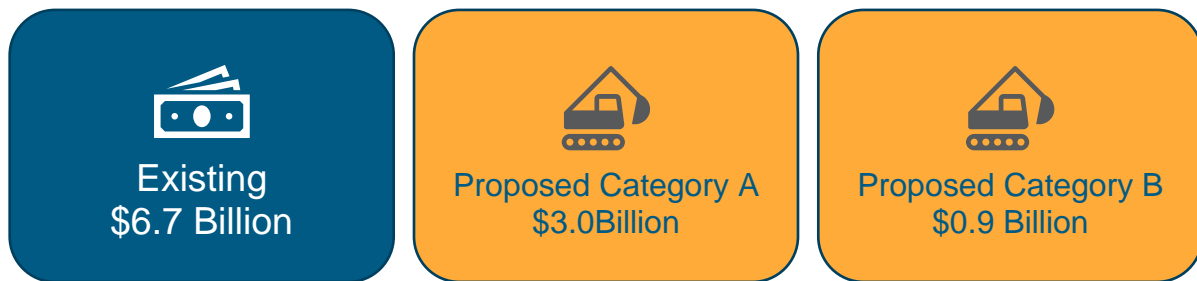 Existing
$6.7 Billion
Proposed Category A
$3.0Billion
Proposed Category B
$0.9 Billion